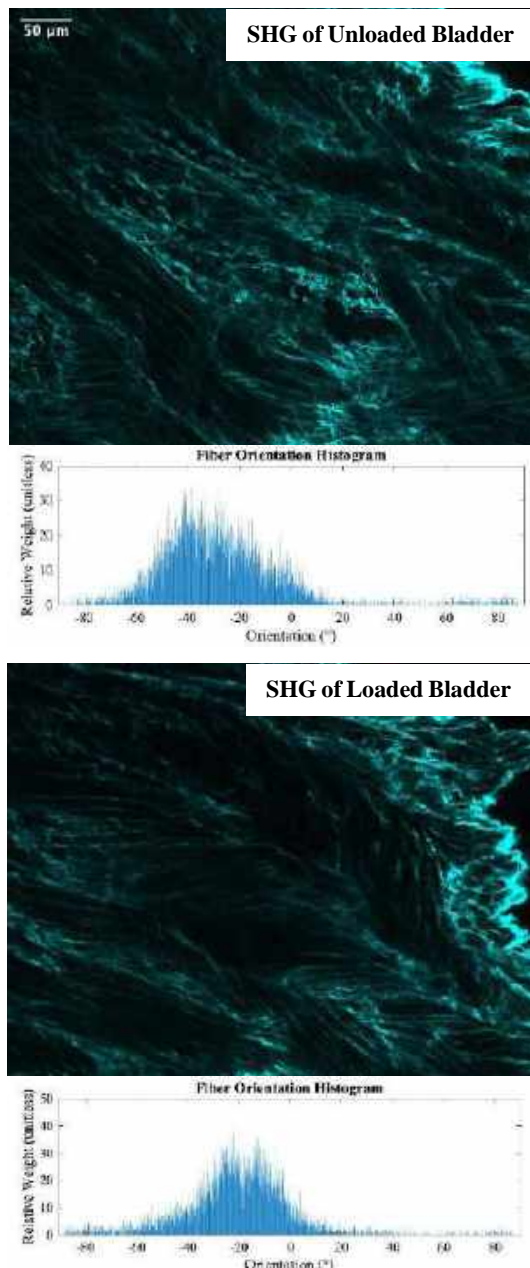 50 μm
SHG of Unloaded Bladder
Fiber Orientation Histogram
Relative Weight (unitless)
40
30
20
10
0
-80 -60 -40 -20 0 20 40 60 80
Orientation (°)
SHG of Loaded Bladder
Fiber Orientation Histogram
Relative Weight (unitless)
50
40
30
20
10
0
-80 -60 -40 -20 0 20 40 60 80
Orientation (°)